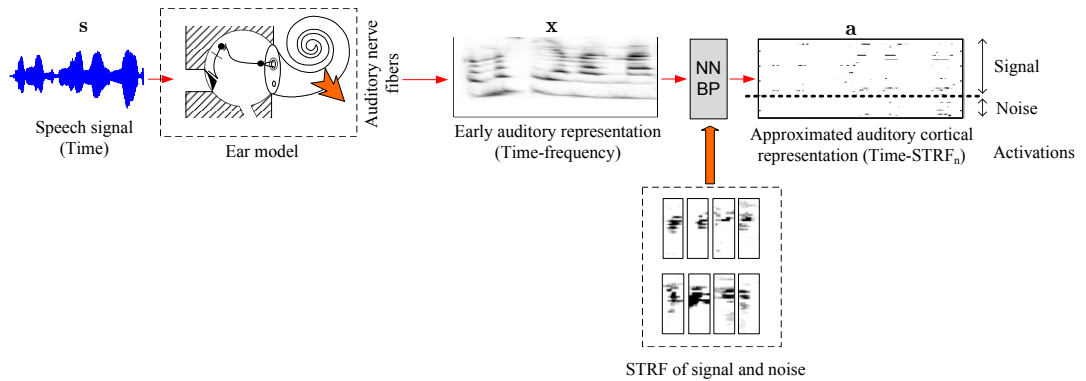 s
x
a
Speech signal
(Time)
Ear model
Auditory nerve
fibers
Early auditory representation
(Time-frequency)
NN
BP
Approximated auditory cortical
representation (Time-STRFₙ)
Signal
Noise
Activations
STRF of signal and noise